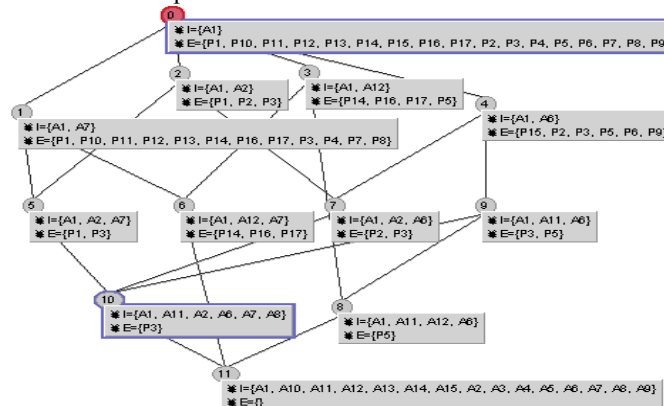 0
I={A1}
E={P1, P10, P11, P12, P13, P14, P15, P16, P17, P2, P3, P4, P5, P6, P7, P8, P9
2
I={A1, A2}
E={P1, P2, P3}
3
I={A1, A12}
E={P14, P16, P17, P5}
4
I={A1, A6}
E={P15, P2, P3, P5, P6, P9}
1
I={A1, A7}
E={P1, P10, P11, P12, P13, P14, P16, P17, P3, P4, P7, P8}
5
I={A1, A2, A7}
E={P1, P3}
6
I={A1, A12, A7}
E={P14, P16, P17}
7
I={A1, A2, A6}
E={P2, P3}
9
I={A1, A11, A6}
E={P3, P5}
10
I={A1, A11, A2, A6, A7, A8}
E={P3}
8
I={A1, A11, A12, A6}
E={P5}
11
I={A1, A10, A11, A12, A13, A14, A15, A2, A3, A4, A5, A6, A7, A8, A9}
E={}